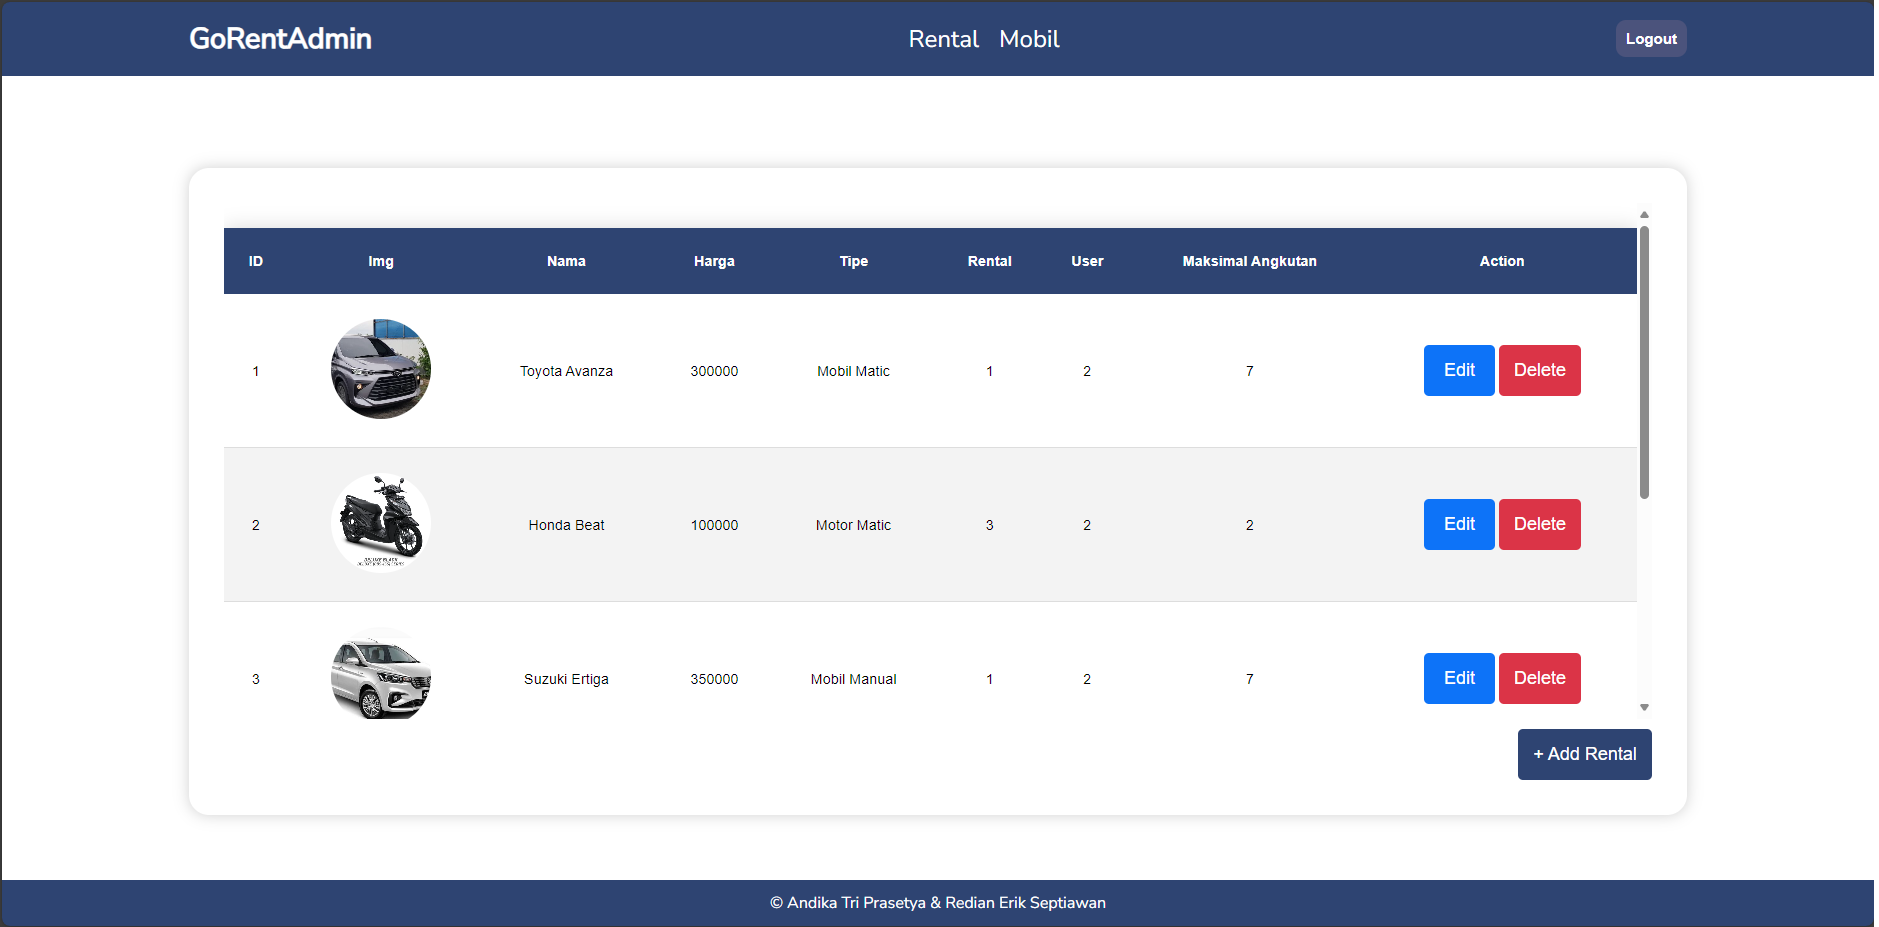 GoRentAdmin Rental Mobil Logout
ID Img Nama Harga Tipe Rental User Maksimal Angkutan Action
1 Toyota Avanza 300000 Mobil Matic 1 2 7 Edit Delete
2 Honda Beat 100000 Motor Matic 3 2 2 Edit Delete
3 Suzuki Ertiga 350000 Mobil Manual 1 2 7 Edit Delete
+ Add Rental
© Andika Tri Prasetya & Redian Erik Septiawan